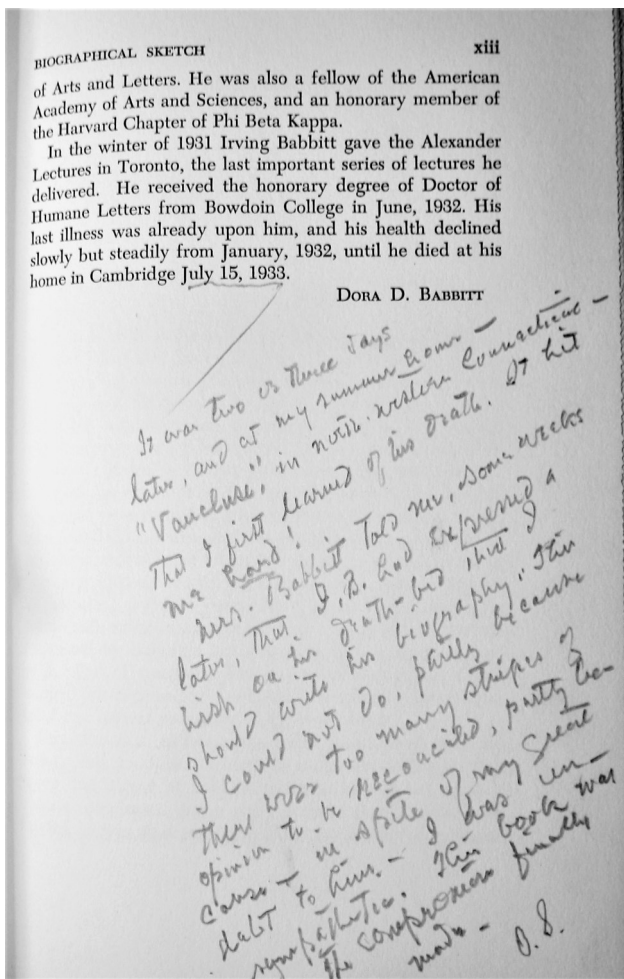 BIOGRAPHICAL SKETCH xiii
of Arts and Letters. He was also a fellow of the American
Academy of Arts and Sciences, and an honorary member of
the Harvard Chapter of Phi Beta Kappa.
In the winter of 1931 Irving Babbitt gave the Alexander
Lectures in Toronto, the last important series of lectures he
delivered. He received the honorary degree of Doctor of
Humane Letters from Bowdoin College in June, 1932. His
last illness was already upon him, and his health declined
slowly but steadily from January, 1932, until he died at his
home in Cambridge July 15, 1933.
DORA D. BABBITT
It was two or three days
later, and at my summer home –
"Vaucluse," in north-western Connecticut –
that I first learned of his death. It hit
me hard!
Mrs. Babbitt told me, some weeks
later, that I.B. had expressed a
wish on his death-bed that I
should write his biography. This
I could not do, partly because
there were too many stripes of
opinion to be reconciled, partly be-
cause – in spite of my great
debt to him – I was un-
sympathetic. This book was
the compromise finally
made – O.S.